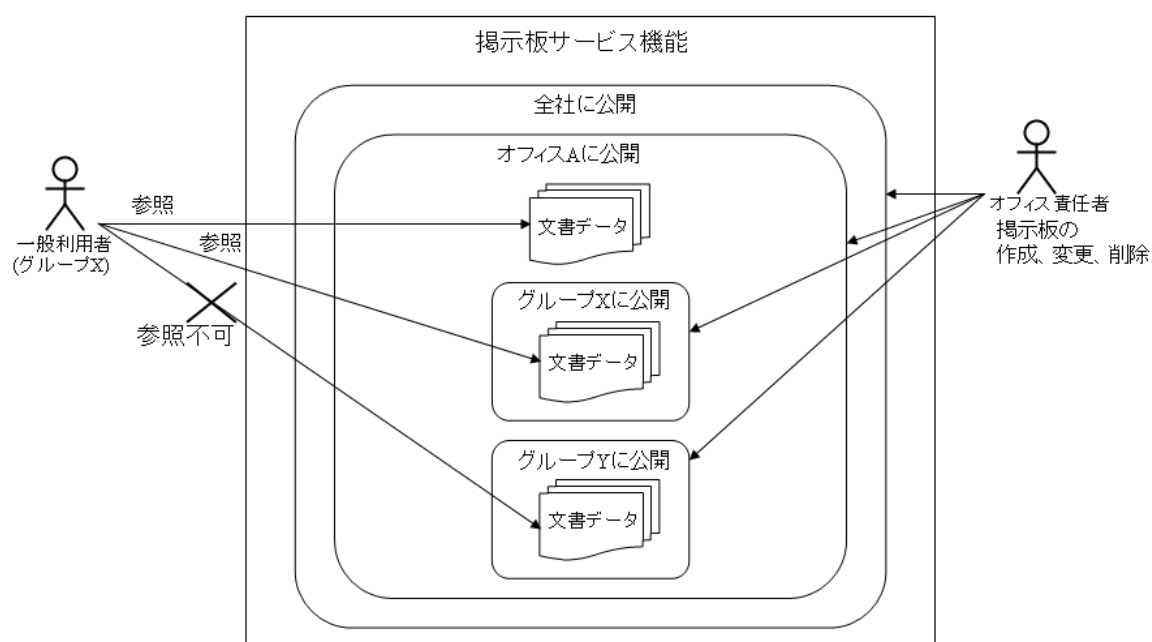 掲示板サービス機能
全社に公開
オフィスAに公開
文書データ
参照
参照
参照不可
一般利用者
(グループX)
グループXに公開
文書データ
グループYに公開
文書データ
オフィス責任者
掲示板の
作成、変更、削除